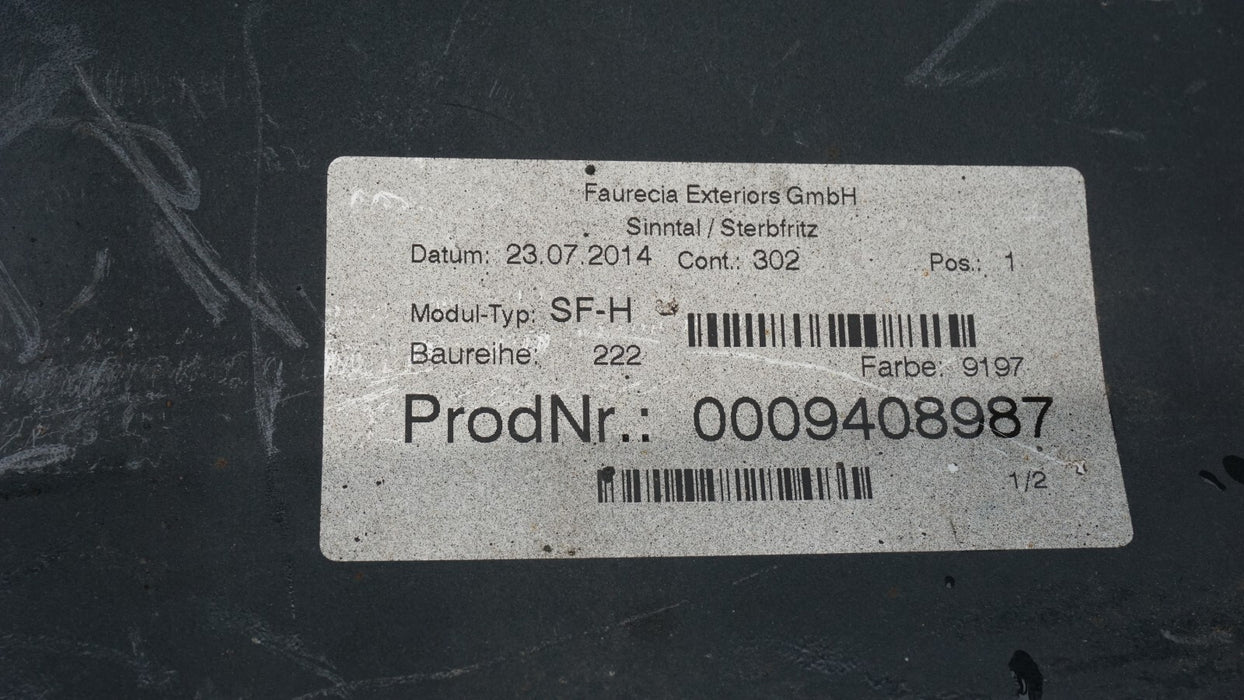 Faurecia Exteriors GmbH
Sinntal / Sterbfritz
Datum: 23.07.2014 Cont.: 302 Pos.: 1
Modul-Typ: SF-H
Baureihe: 222 Farbe: 9197
ProdNr.: 0009408987
1/2